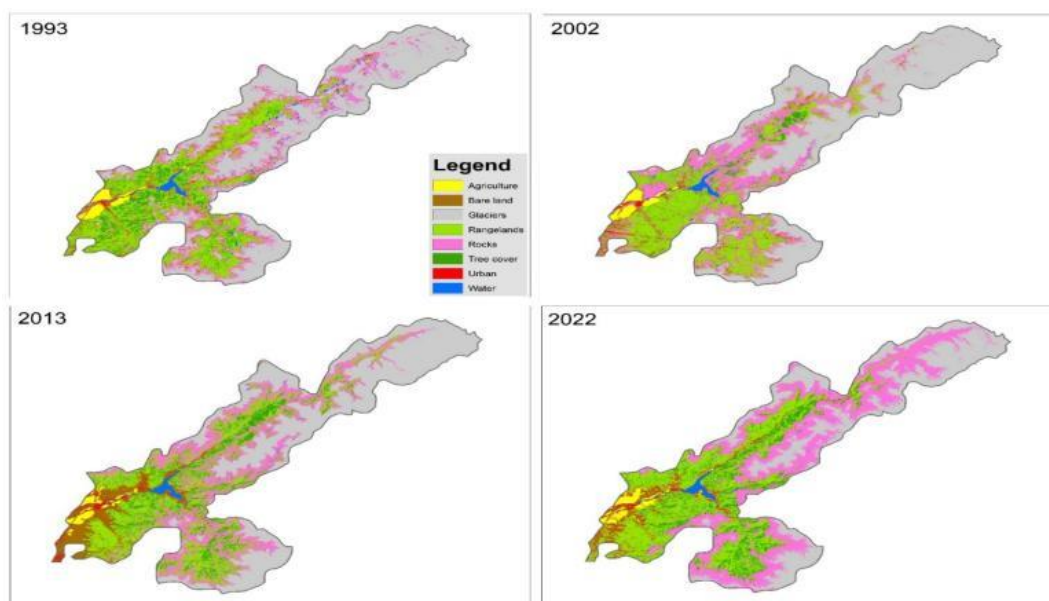 1993
2002
Legend
Agriculture
Bare land
Glaciers
Rangelands
Rocks
Tree cover
Urban
Water
2013
2022